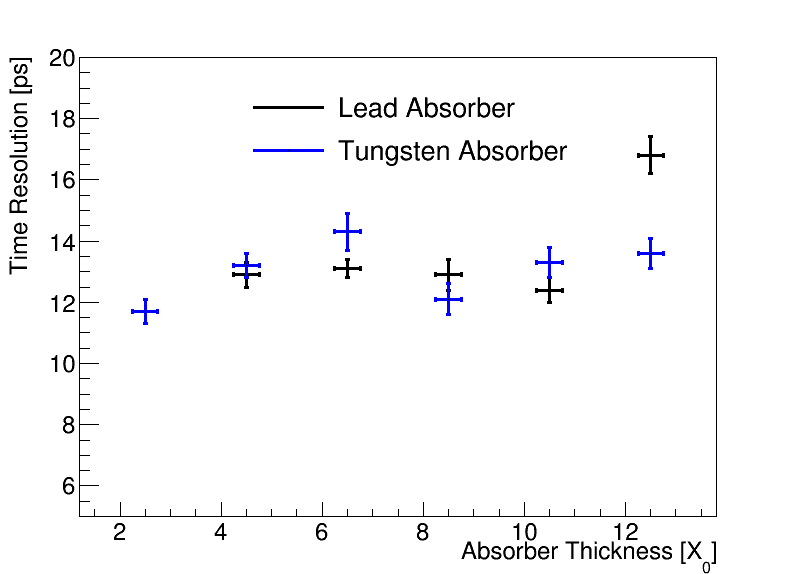 Time Resolution [ps]
20
18
16
14
12
10
8
6
Lead Absorber
Tungsten Absorber
2 4 6 8 10 12
Absorber Thickness [X₀]